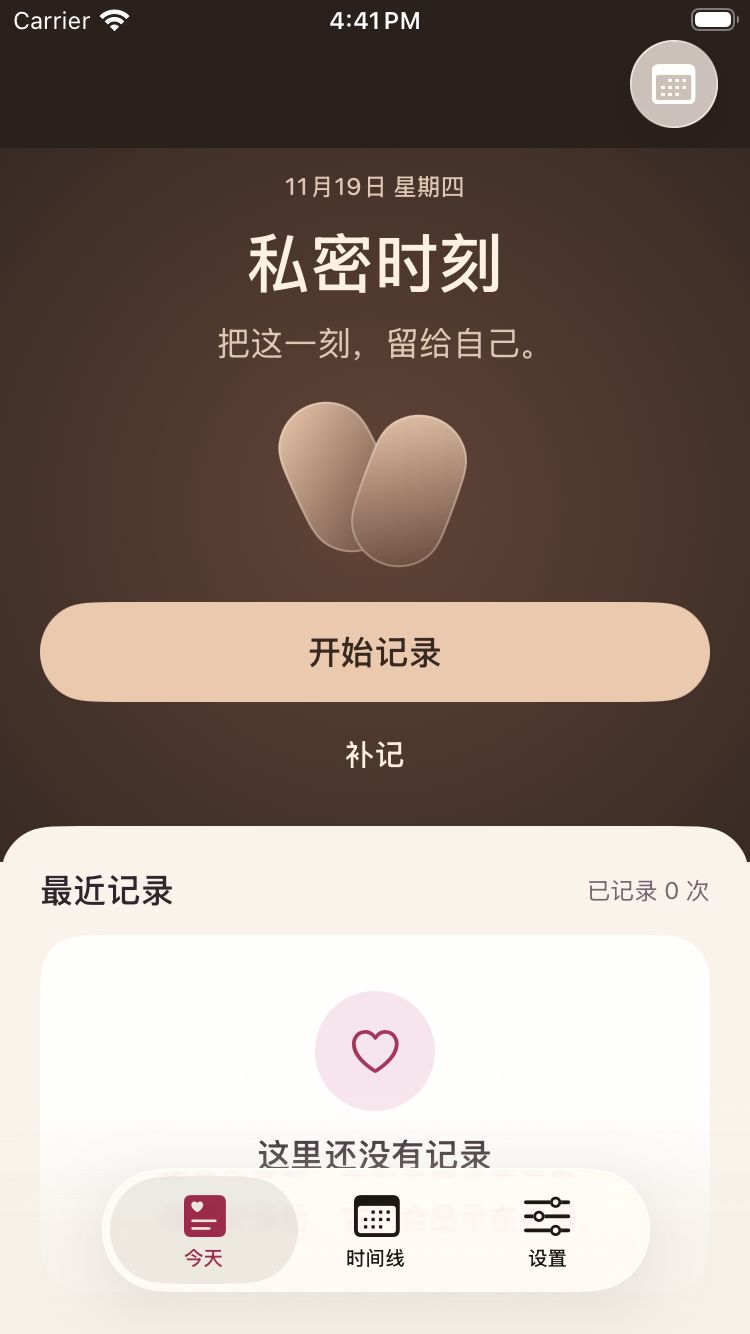 Carrier 4:41 PM
11月19日 星期四
私密时刻
把这一刻，留给自己。
开始记录
补记
最近记录
已记录 0 次
这里还没有记录
今天
时间线
设置